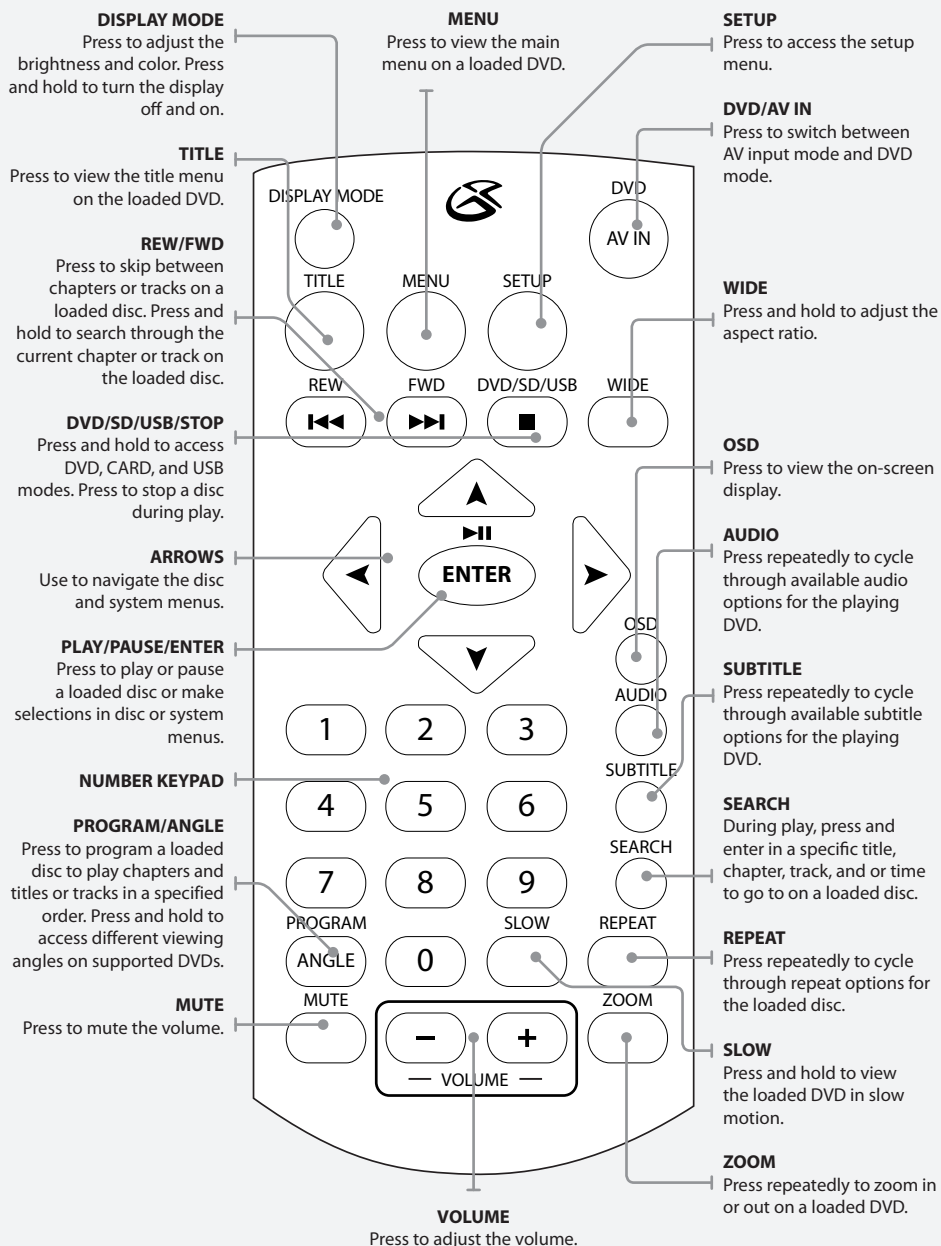 DISPLAY MODE
Press to adjust the
brightness and color. Press
and hold to turn the display
off and on.
TITLE
Press to view the title menu
on the loaded DVD.
REW/FWD
Press to skip between
chapters or tracks on a
loaded disc. Press and
hold to search through the
current chapter or track on
the loaded disc.
DVD/SD/USB/STOP
Press and hold to access
DVD, CARD, and USB
modes. Press to stop a disc
during play.
ARROWS
Use to navigate the disc
and system menus.
PLAY/PAUSE/ENTER
Press to play or pause
a loaded disc or make
selections in disc or system
menus.
NUMBER KEYPAD
PROGRAM/ANGLE
Press to program a loaded
disc to play chapters and
titles or tracks in a specified
order. Press and hold to
access different viewing
angles on supported DVDs.
MUTE
Press to mute the volume.
MENU
Press to view the main
menu on a loaded DVD.
DISPLAY MODE
DVD
AV IN
TITLE MENU SETUP
REW FWD DVD/SD/USB WIDE
ENTER
OSD
AUDIO
1 2 3
SUBTITLE
4 5 6
SEARCH
7 8 9
PROGRAM SLOW REPEAT
ANGLE 0
MUTE ZOOM
− +
VOLUME
VOLUME
Press to adjust the volume.
SETUP
Press to access the setup
menu.
DVD/AV IN
Press to switch between
AV input mode and DVD
mode.
WIDE
Press and hold to adjust the
aspect ratio.
OSD
Press to view the on-screen
display.
AUDIO
Press repeatedly to cycle
through available audio
options for the playing
DVD.
SUBTITLE
Press repeatedly to cycle
through available subtitle
options for the playing
DVD.
SEARCH
During play, press and
enter in a specific title,
chapter, track, and or time
to go to on a loaded disc.
REPEAT
Press repeatedly to cycle
through repeat options for
the loaded disc.
SLOW
Press and hold to view
the loaded DVD in slow
motion.
ZOOM
Press repeatedly to zoom in
or out on a loaded DVD.